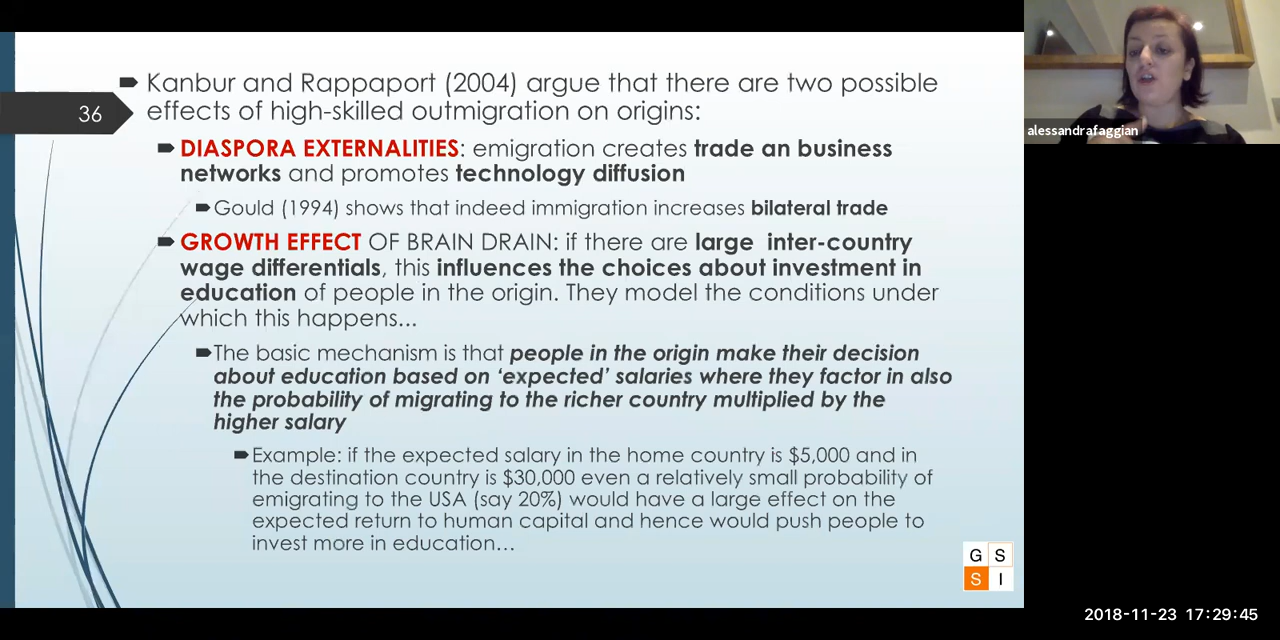 Kanbur and Rappaport (2004) argue that there are two possible
effects of high-skilled outmigration on origins:
36
DIASPORA EXTERNALITIES: emigration creates trade an business
networks and promotes technology diffusion
Gould (1994) shows that indeed immigration increases bilateral trade
GROWTH EFFECT OF BRAIN DRAIN: if there are large inter-country
wage differentials, this influences the choices about investment in
education of people in the origin. They model the conditions under
which this happens...
The basic mechanism is that people in the origin make their decision
about education based on ‘expected’ salaries where they factor in also
the probability of migrating to the richer country multiplied by the
higher salary
Example: if the expected salary in the home country is $5,000 and in
the destination country is $30,000 even a relatively small probability of
emigrating to the USA (say 20%) would have a large effect on the
expected return to human capital and hence would push people to
invest more in education…
G S
S I
alessandrafaggian
2018-11-23 17:29:45